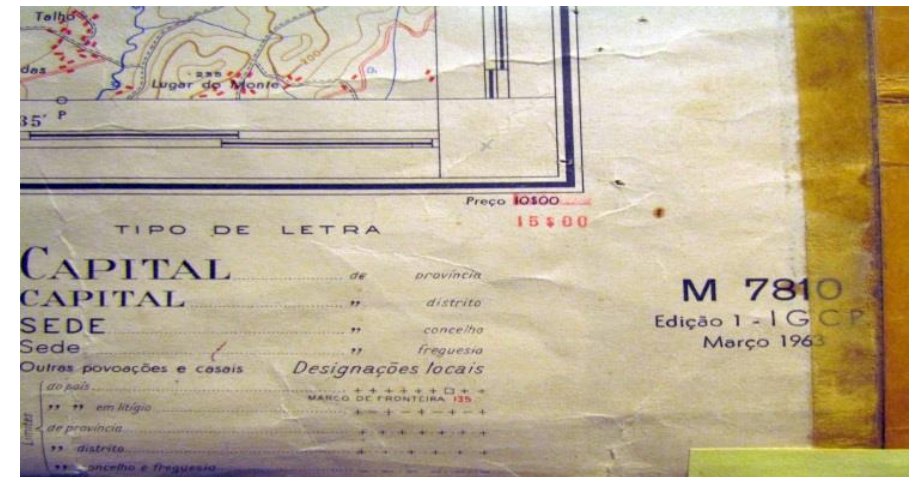 Talho
das
235
200
Lugar do Monte
35' P
Preço 10$00
15$00
TIPO DE LETRA
CAPITAL de província
CAPITAL " distrito
SEDE " concelho
Sede " freguesia
Outras povoações e casais Designações locais
Limites
do país
MARCO DE FRONTEIRA 135
" " em litígio
de província
" distrito
" concelho e freguesia
M 7810
Edição 1 - I G C P
Março 1963